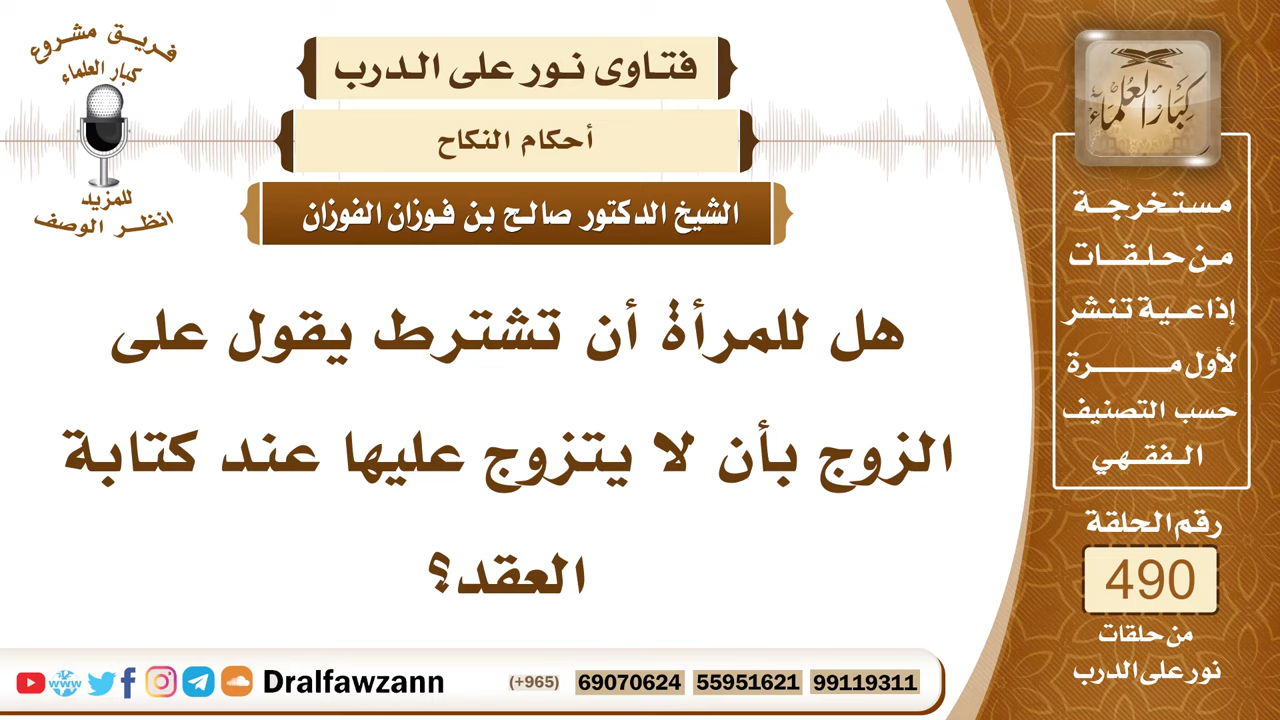 فريق مشروع
كبار العلماء
للمزيد
انظر الوصف
فتاوى نور على الدرب
أحكام النكاح
الشيخ الدكتور صالح بن فوزان الفوزان
هل للمرأة أن تشترط يقول على
الزوج بأن لا يتزوج عليها عند كتابة
العقد؟
كبار العلماء
مستخرجة
من حلقات
إذاعية تنشر
لأول مرة
حسب التصنيف
الفقهي
رقم الحلقة
490
من حلقات
نور على الدرب
www Dralfawzann (+965) 69070624 55951621 99119311